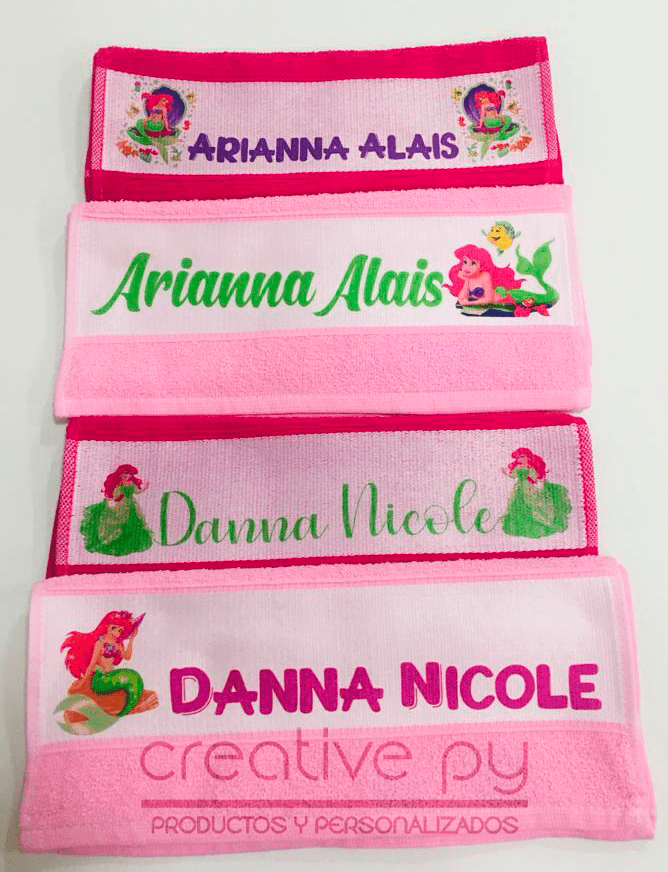 ARIANNA ALAIS
Arianna Alais
Danna Nicole
DANNA NICOLE
creative py
PRODUCTOS Y PERSONALIZADOS